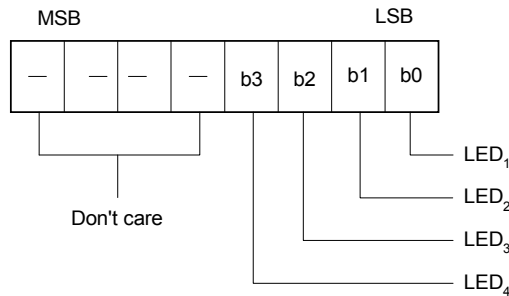 MSB LSB
— — — — b3 b2 b1 b0
LED1
LED2
Don't care
LED3
LED4